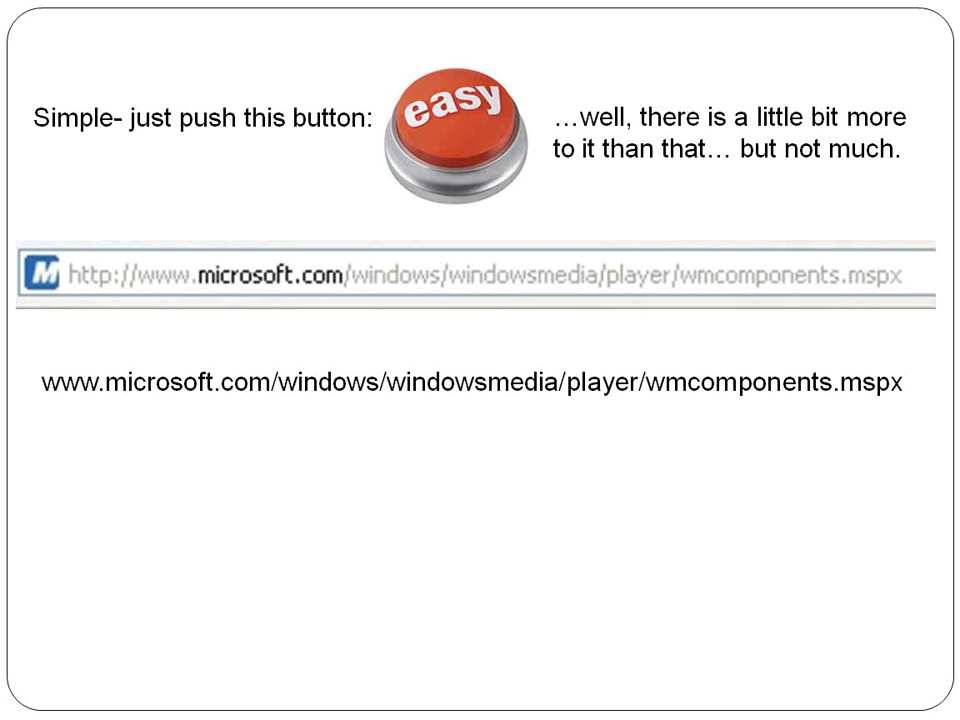 Simple- just push this button:
easy
…well, there is a little bit more
to it than that… but not much.
M http://www.microsoft.com/windows/windowsmedia/player/wmcomponents.mspx
www.microsoft.com/windows/windowsmedia/player/wmcomponents.mspx